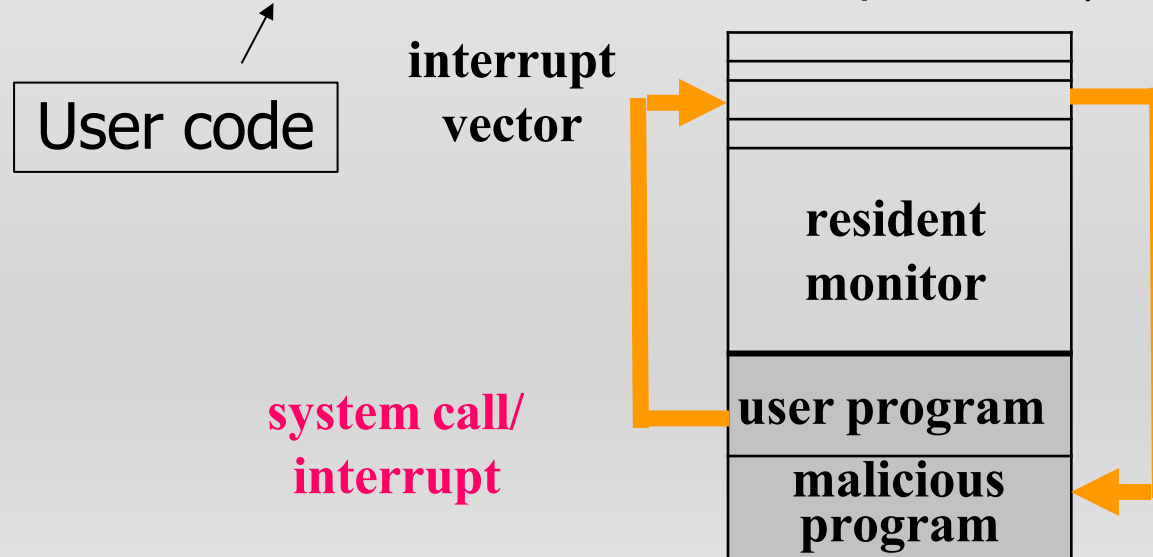 interrupt
vector
User code
resident
monitor
system call/
interrupt
user program
malicious
program